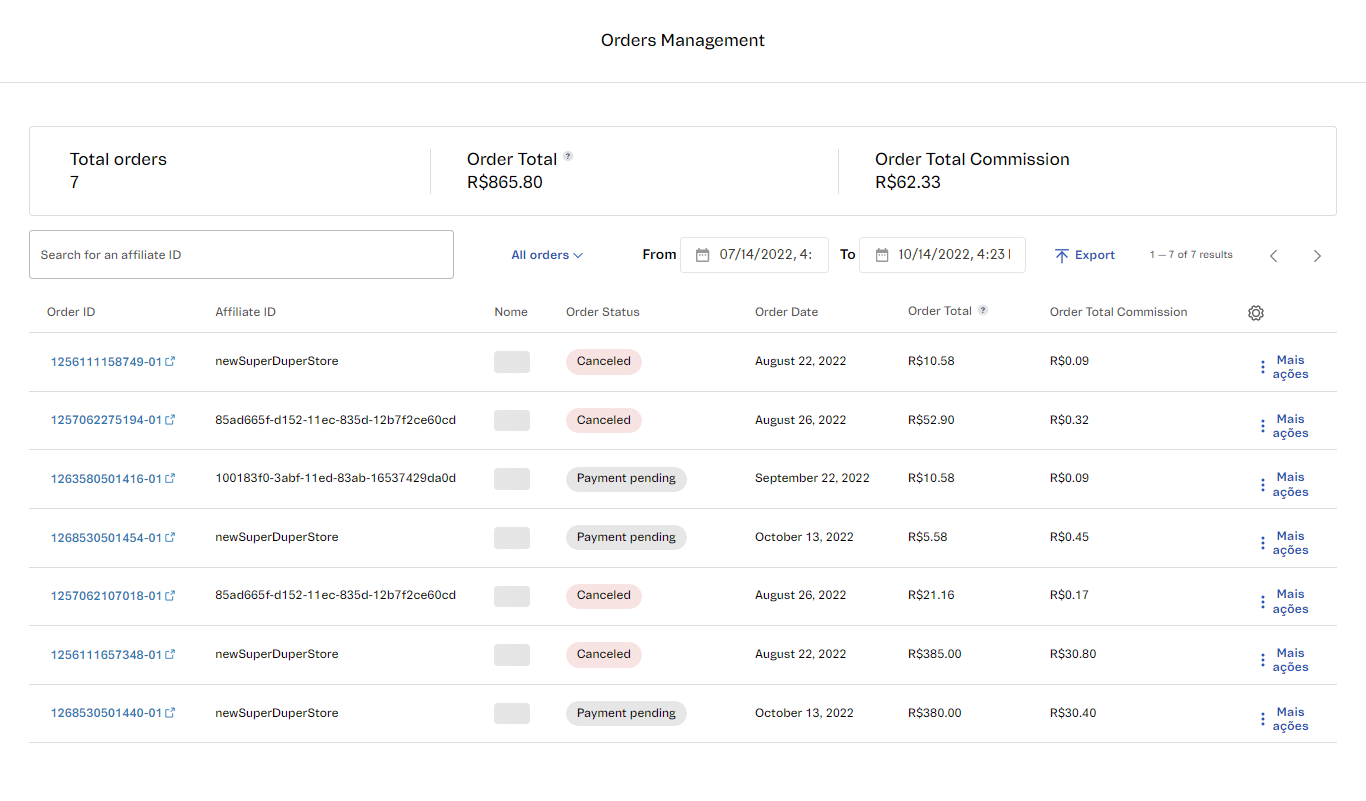 Orders Management
Total orders
7
Order Total ?
R$865.80
Order Total Commission
R$62.33
Search for an affiliate ID
All orders
From 07/14/2022, 4:
To 10/14/2022, 4:23
Export
1 — 7 of 7 results
Order ID Affiliate ID Nome Order Status Order Date Order Total ? Order Total Commission
1256111158749-01 newSuperDuperStore Canceled August 22, 2022 R$10.58 R$0.09 Mais
ações
1257062275194-01 85ad665f-d152-11ec-835d-12b7f2ce60cd Canceled August 26, 2022 R$52.90 R$0.32 Mais
ações
1263580501416-01 100183f0-3abf-11ed-83ab-16537429da0d Payment pending September 22, 2022 R$10.58 R$0.09 Mais
ações
1268530501454-01 newSuperDuperStore Payment pending October 13, 2022 R$5.58 R$0.45 Mais
ações
1257062107018-01 85ad665f-d152-11ec-835d-12b7f2ce60cd Canceled August 26, 2022 R$21.16 R$0.17 Mais
ações
1256111657348-01 newSuperDuperStore Canceled August 22, 2022 R$385.00 R$30.80 Mais
ações
1268530501440-01 newSuperDuperStore Payment pending October 13, 2022 R$380.00 R$30.40 Mais
ações